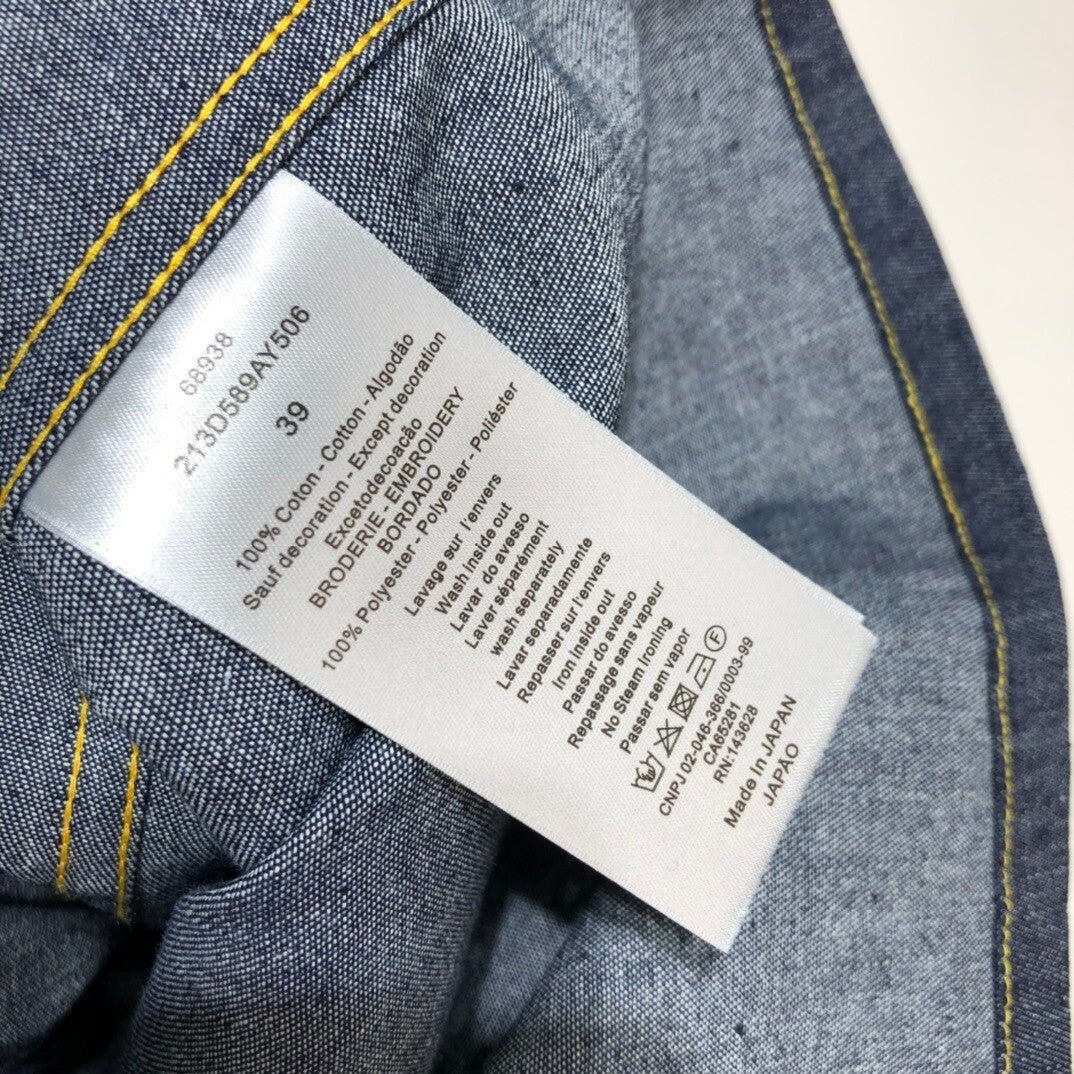 68938
213D589AY506
39
100% Coton - Cotton - Algodão
Sauf decoration - Except decoration
Excetodecoação
BRODERIE - EMBROIDERY
BORDADO
100% Polyester - Polyester - Poliéster
Lavage sur l'envers
Wash Inside out
Lavar do avesso
Laver séparément
wash separately
Lavar separadamente
Repasser sur l'envers
Iron inside out
Passar do avesso
Repassage sans vapeur
No Steam Ironing
Passar sem vapor
F
CNPJ 02-046-386/0003-99
CA65281
RN:143628
Made In JAPAN
JAPÃO